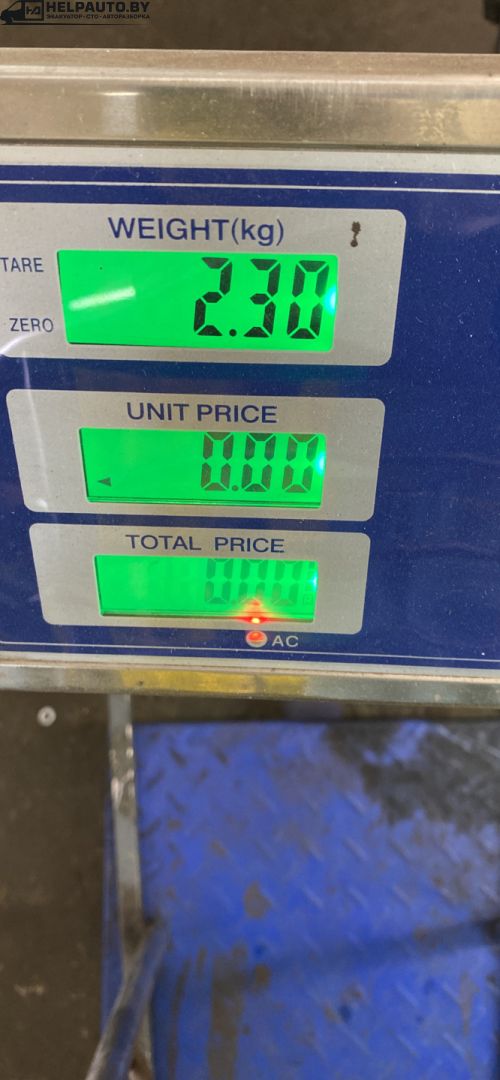 HELPAUTO.BY
ЭВАКУАТОР • СТО • АВТОРАЗБОРКА
WEIGHT(kg)
TARE
2.30
ZERO
UNIT PRICE
0.00
TOTAL PRICE
0.00
AC